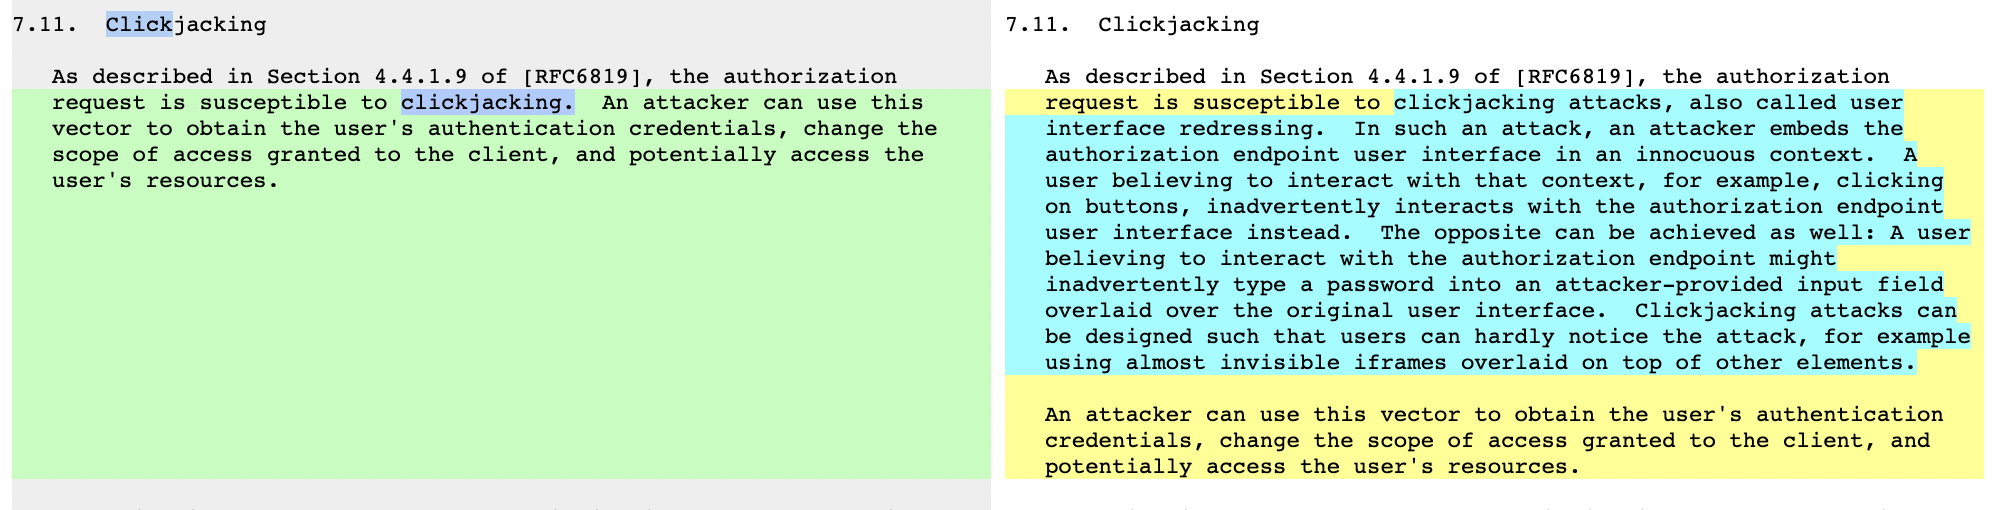 7.11.  Clickjacking
As described in Section 4.4.1.9 of [RFC6819], the authorization
request is susceptible to clickjacking.  An attacker can use this
vector to obtain the user's authentication credentials, change the
scope of access granted to the client, and potentially access the
user's resources.
7.11.  Clickjacking
As described in Section 4.4.1.9 of [RFC6819], the authorization
request is susceptible to clickjacking attacks, also called user
interface redressing.  In such an attack, an attacker embeds the
authorization endpoint user interface in an innocuous context.  A
user believing to interact with that context, for example, clicking
on buttons, inadvertently interacts with the authorization endpoint
user interface instead.  The opposite can be achieved as well: A user
believing to interact with the authorization endpoint might
inadvertently type a password into an attacker-provided input field
overlaid over the original user interface.  Clickjacking attacks can
be designed such that users can hardly notice the attack, for example
using almost invisible iframes overlaid on top of other elements.
An attacker can use this vector to obtain the user's authentication
credentials, change the scope of access granted to the client, and
potentially access the user's resources.